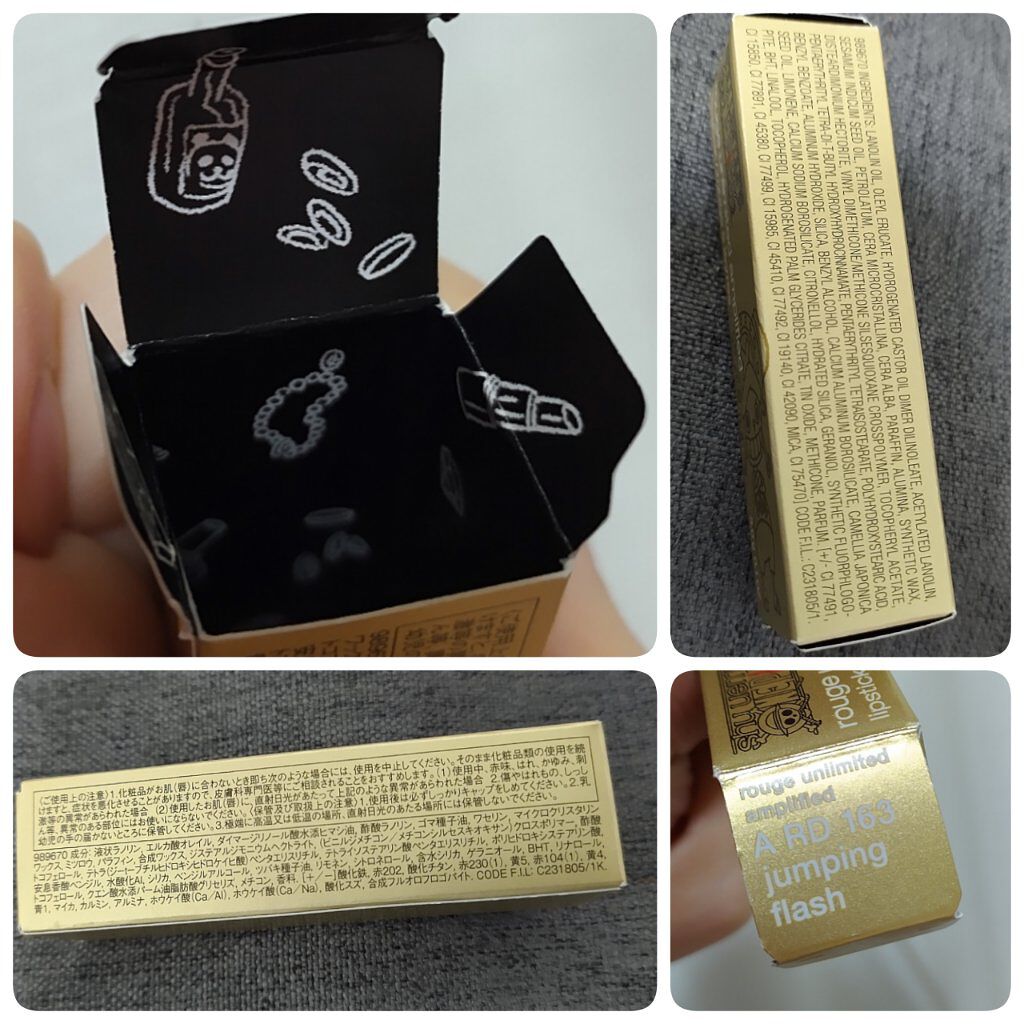 989670 INGREDIENTS: LANOLIN OIL, OLEYL ERUCATE, HYDROGENATED CASTOR OIL DIMER DILINOLEATE, ACETYLATED LANOLIN,
SESAMUM INDICUM SEED OIL, PETROLATUM, CERA MICROCRISTALLINA, CERA ALBA, PARAFFIN, ALUMINA, SYNTHETIC WAX,
DISTEARDIMONIUM HECTORITE, VINYL DIMETHICONE/METHICONE SILSESQUIOXANE CROSSPOLYMER, TOCOPHERYL ACETATE,
PENTAERYTHRITYL TETRA-DI-T-BUTYL HYDROXYHYDROCINNAMATE, PENTAERYTHRITYL TETRAISOSTEARATE, POLYHYDROXYSTEARIC ACID,
BENZYL BENZOATE, ALUMINUM HYDROXIDE, SILICA, BENZYL ALCOHOL, CALCIUM ALUMINUM BOROSILICATE, CAMELLIA JAPONICA
SEED OIL, LIMONENE, CALCIUM SODIUM BOROSILICATE, CITRONELLOL, HYDRATED SILICA, GERANIOL, SYNTHETIC FLUORPHLOGO-
PITE, BHT, LINALOOL, TOCOPHEROL, HYDROGENATED PALM GLYCERIDES CITRATE, TIN OXIDE, METHICONE, PARFUM, [+/- CI 77491,
CI 15850, CI 77891, CI 45380, CI 77499, CI 15985, CI 45410, CI 77492, CI 19140, CI 42090, MICA, CI 75470] CODE F.I.L.: C231805/1.
〈ご使用上の注意〉1.化粧品がお肌(唇)に合わないとき即ち次のような場合には、使用を中止してください。そのまま化粧品類の使用を続
けますと、症状を悪化させることがありますので、皮膚科専門医等にご相談されることをおすすめします。(1)使用中、赤味、はれ、かゆみ、刺
激等の異常があらわれた場合 (2)使用したお肌(唇)に、直射日光があたって上記のような異常があらわれた場合 2.傷やはれもの、しっし
ん等、異常のある部位にはお使いにならないでください。〈保管及び取扱上の注意〉1.使用後は必ずしっかりキャップをしめてください。2.乳
幼児の手の届かないところに保管してください。3.極端に高温又は低温の場所、直射日光のあたる場所には保管しないでください。
989670 成分: 液状ラノリン、エルカ酸オレイル、ダイマージリノール酸水添ヒマシ油、酢酸ラノリン、ゴマ種子油、ワセリン、マイクロクリスタリン
ワックス、ミツロウ、パラフィン、合成ワックス、ジステアルジモニウムヘクトライト、(ビニルジメチコン/メチコンシルセスキオキサン)クロスポリマー、酢酸
トコフェロール、テトラ(ジーtーブチルヒドロキシヒドロケイヒ酸)ペンタエリスリチル、テトライソステアリン酸ペンタエリスリチル、ポリヒドロキシステアリン酸、
安息香酸ベンジル、水酸化Al、シリカ、ベンジルアルコール、ツバキ種子油、リモネン、シトロネロール、含水シリカ、ゲラニオール、BHT、リナロール、
トコフェロール、クエン酸水添パーム油脂肪酸グリセリズ、メチコン、香料、[+/ー]酸化鉄、赤202、酸化チタン、赤230(1)、黄5、赤104(1)、黄4、
青1、マイカ、カルミン、アルミナ、ホウケイ酸(Ca/Al)、ホウケイ酸(Ca/Na)、酸化スズ、合成フルオロフロゴパイト. CODE F.I.L: C231805/1K.
rouge
lipstick
rouge unlimited
amplified
A RD 163
jumping
flash